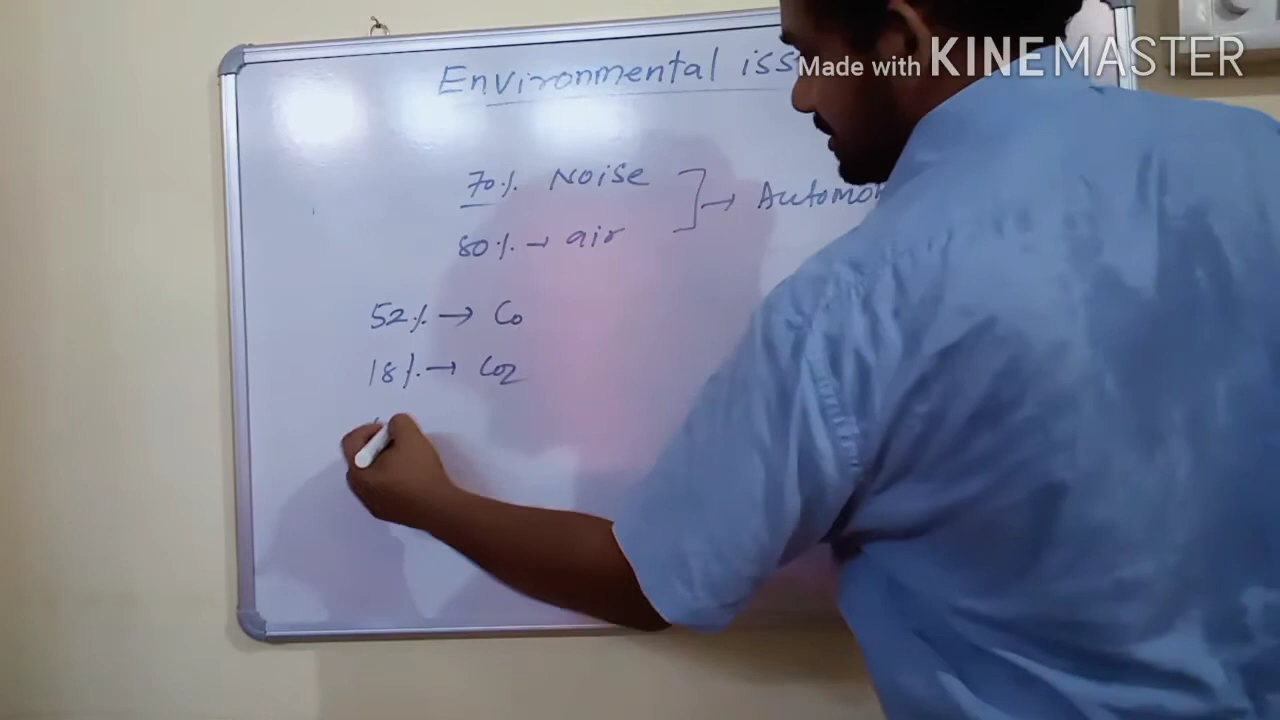 Environmental iss
Made with KINEMASTER
70% Noise
80% → air
] → Automo
52% → Co
18% → Co2